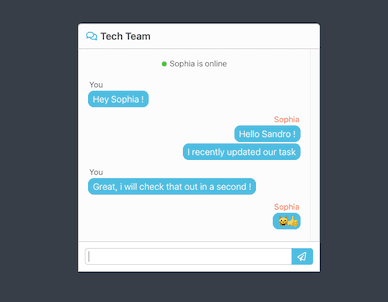 Tech Team
Sophia is online
You
Hey Sophia !
Sophia
Hello Sandro !
I recently updated our task
You
Great, i will check that out in a second !
Sophia
😄👍